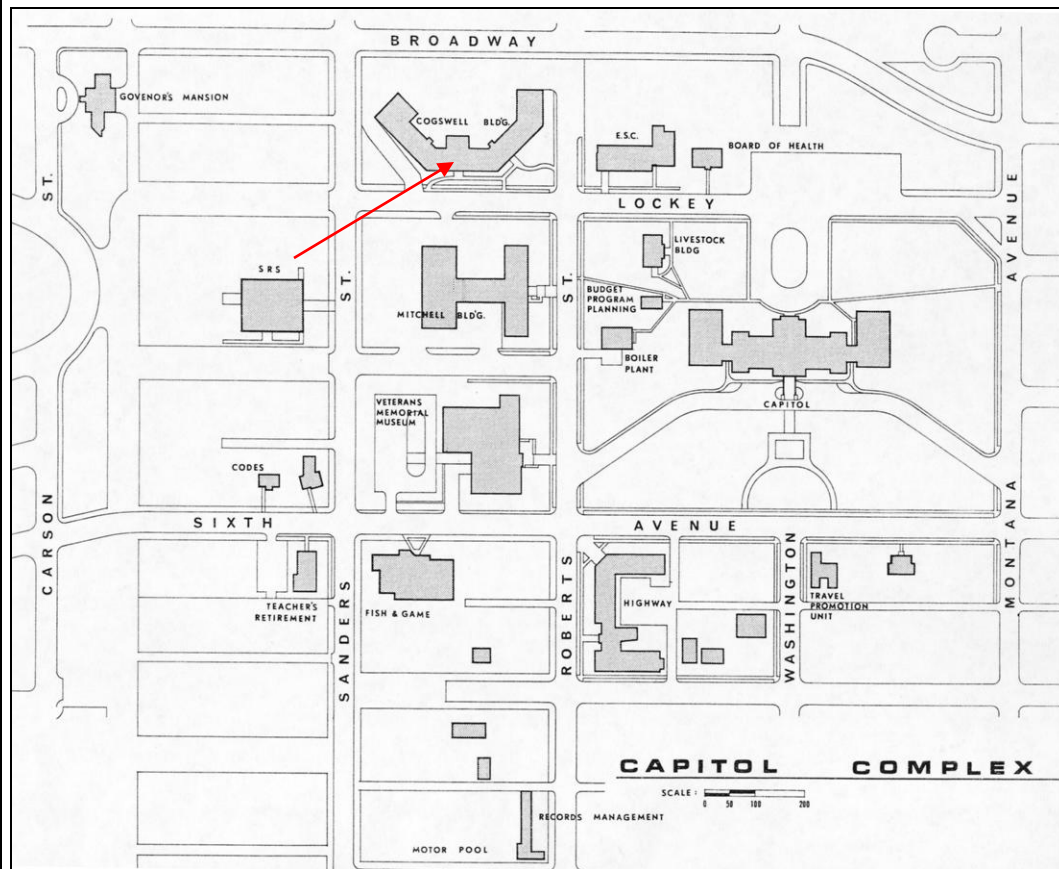 BROADWAY
GOVENOR'S MANSION
COGSWELL BLD'G.
E.S.C.
BOARD OF HEALTH
ST.
AVENUE
LOCKEY
SRS
ST.
ST.
LIVESTOCK
BLDG
MITCHELL BLD'G.
BUDGET
PROGRAM
PLANNING
BOILER
PLANT
CAPITOL
VETERANS
MEMORIAL
MUSEUM
CODES
SIXTH
AVENUE
CARSON
SANDERS
ROBERTS
WASHINGTON
MONTANA
TEACHER'S
RETIREMENT
FISH & GAME
HIGHWAY
TRAVEL
PROMOTION
UNIT
CAPITOL COMPLEX
SCALE: 0 50 100 200
RECORDS MANAGEMENT
MOTOR POOL